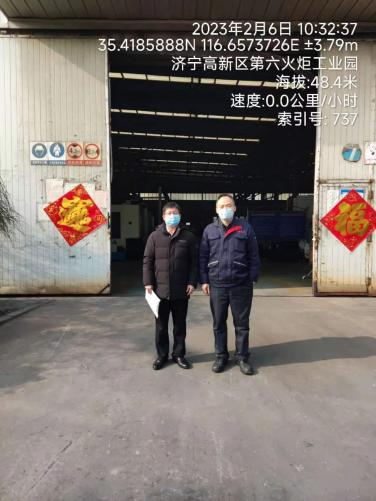 2023年2月6日 10:32:37
35.4185888N 116.6573726E ±3.79m
济宁高新区第六火炬工业园
海拔:48.4米
速度:0.0公里/小时
索引号: 737
福